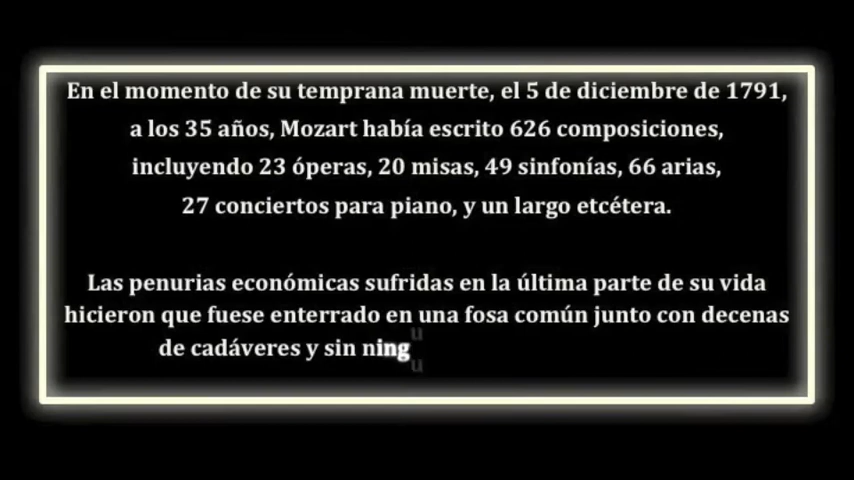 En el momento de su temprana muerte, el 5 de diciembre de 1791,
a los 35 años, Mozart había escrito 626 composiciones,
incluyendo 23 óperas, 20 misas, 49 sinfonías, 66 arias,
27 conciertos para piano, y un largo etcétera.
Las penurias económicas sufridas en la última parte de su vida
hicieron que fuese enterrado en una fosa común junto con decenas
de cadáveres y sin ning